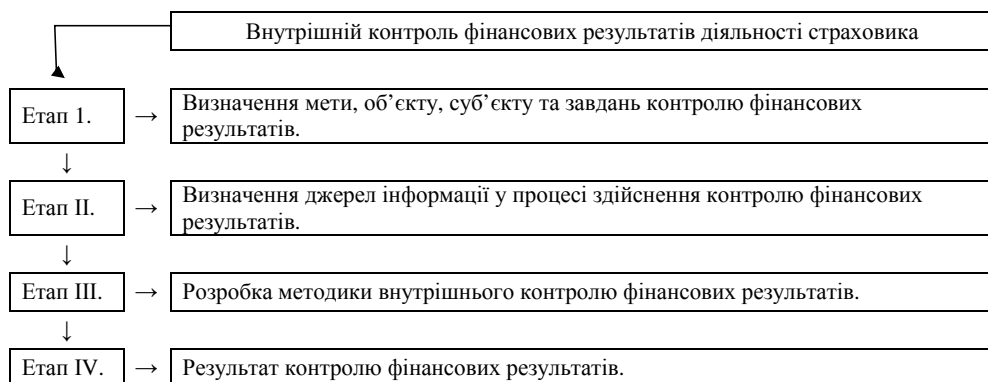 Внутрішній контроль фінансових результатів діяльності страховика
Етап 1. → Визначення мети, об’єкту, суб’єкту та завдань контролю фінансових
результатів.
↓
Етап II. → Визначення джерел інформації у процесі здійснення контролю фінансових
результатів.
↓
Етап III. → Розробка методики внутрішнього контролю фінансових результатів.
↓
Етап IV. → Результат контролю фінансових результатів.